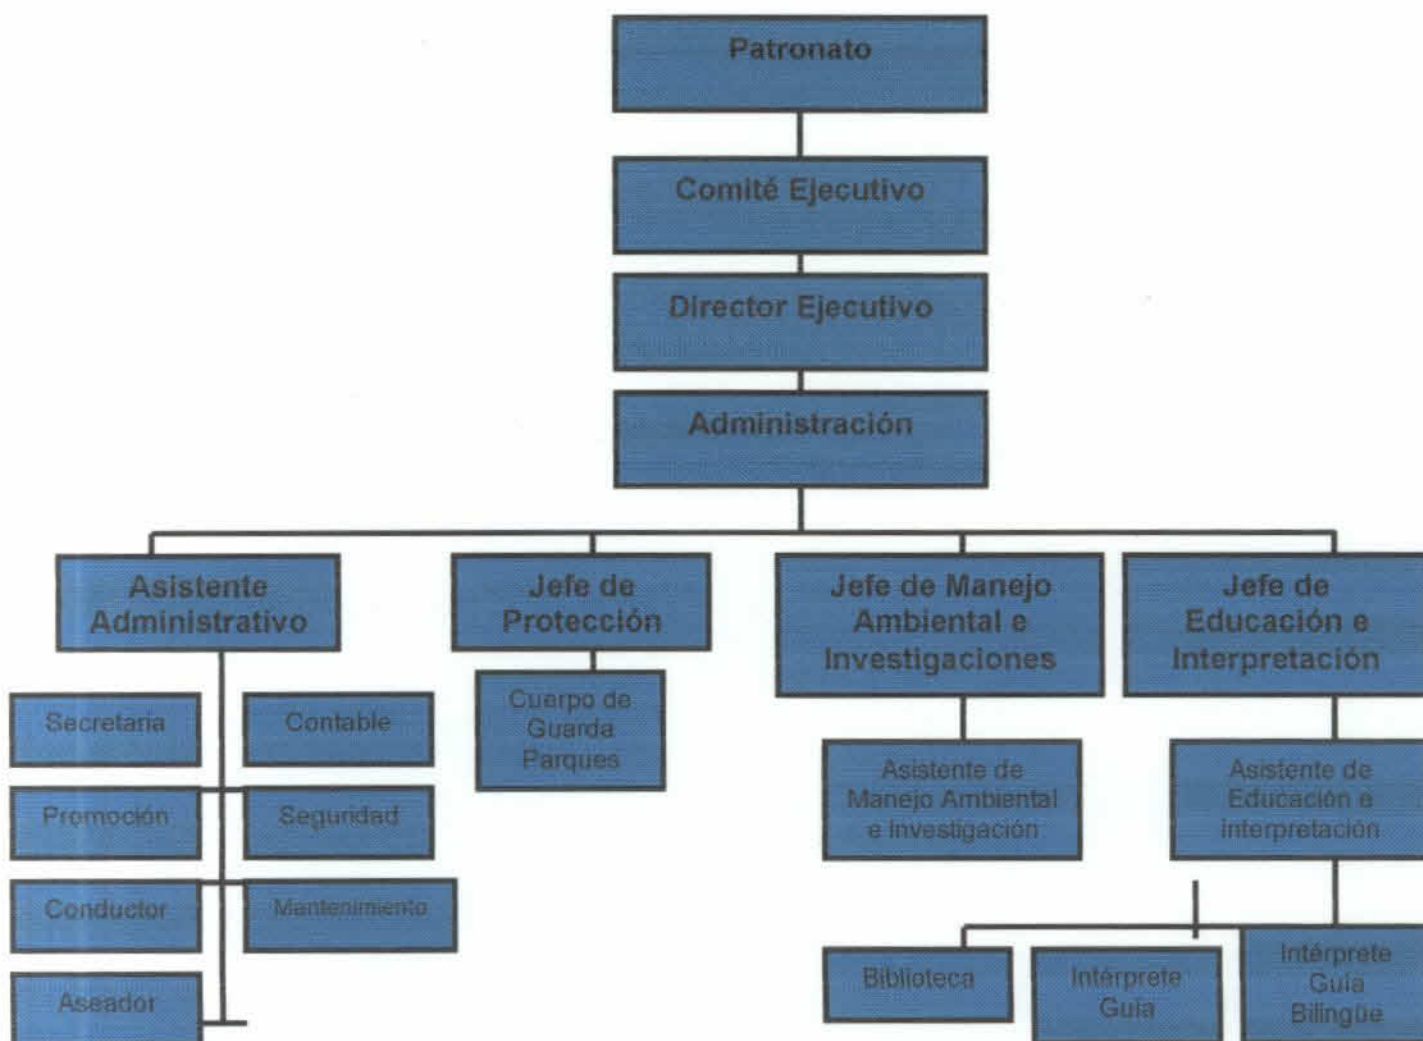 Patronato
Comité Ejecutivo
Director Ejecutivo
Administración
Asistente
Administrativo
Jefe de
Protección
Jefe de Manejo
Ambiental e
Investigaciones
Jefe de
Educación e
Interpretación
Secretaria
Contable
Cuerpo de
Guarda
Parques
Promoción
Seguridad
Asistente de
Manejo Ambiental
e Investigación
Asistente de
Educación e
interpretación
Conductor
Mantenimiento
Aseador
Biblioteca
Intérprete
Guía
Intérprete
Guía
Bilingüe